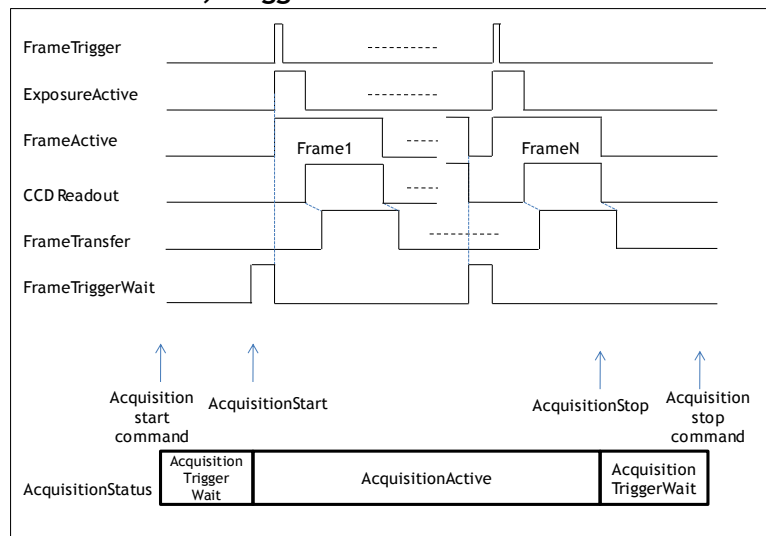 FrameTrigger
ExposureActive
FrameActive
Frame1
FrameN
CCD Readout
FrameTransfer
FrameTriggerWait
Acquisition
start
command
AcquisitionStart
AcquisitionStop
Acquisition
stop
command
AcquisitionStatus
Acquisition
Trigger
Wait
AcquisitionActive
Acquisition
TriggerWait